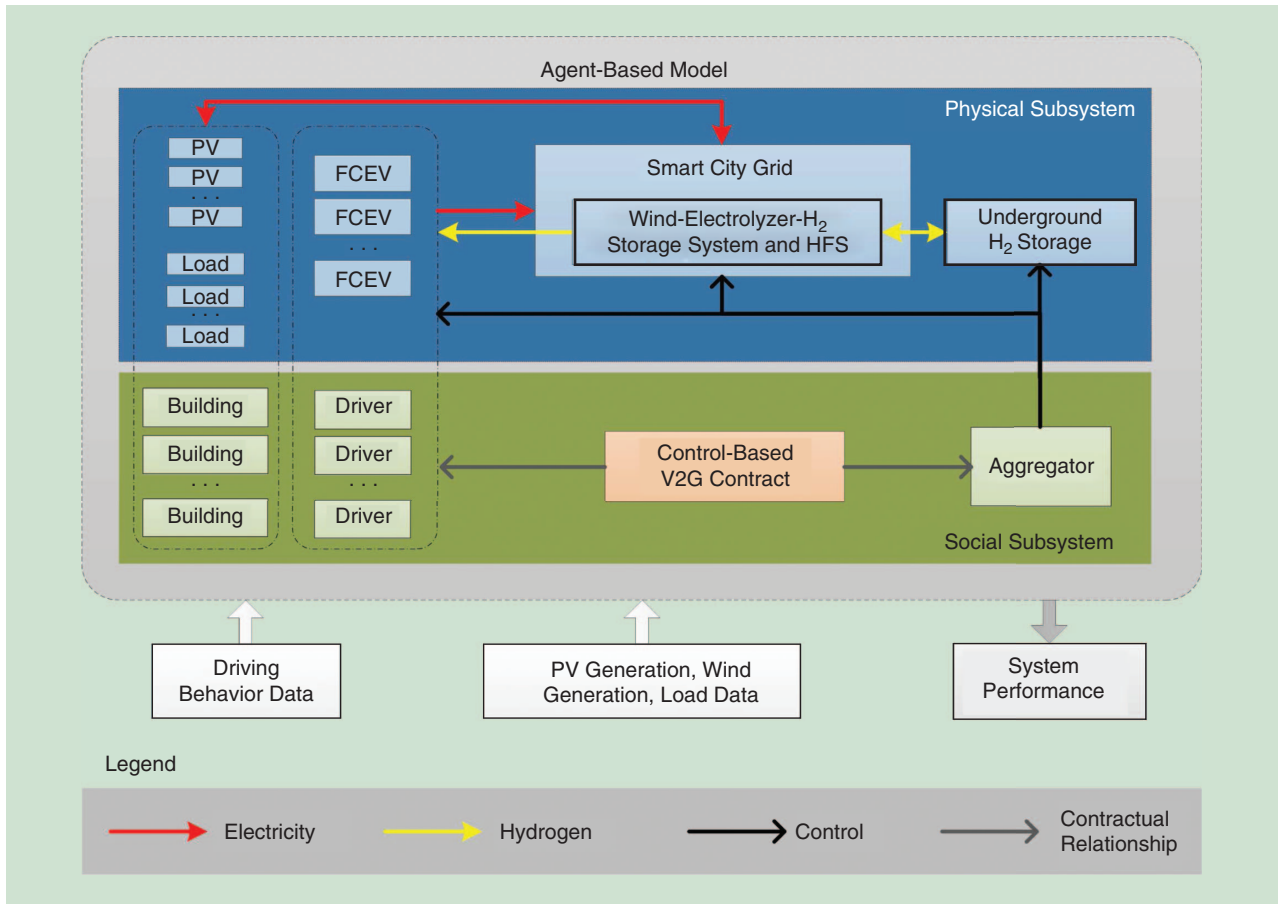 Agent-Based Model
Physical Subsystem
PV
PV
...
PV
Load
Load
...
Load
FCEV
FCEV
...
FCEV
Smart City Grid
Wind-Electrolyzer-H₂
Storage System and HFS
Underground
H₂ Storage
Building
Building
...
Building
Driver
Driver
...
Driver
Control-Based
V2G Contract
Aggregator
Social Subsystem
Driving
Behavior Data
PV Generation, Wind
Generation, Load Data
System
Performance
Legend
Electricity
Hydrogen
Control
Contractual
Relationship